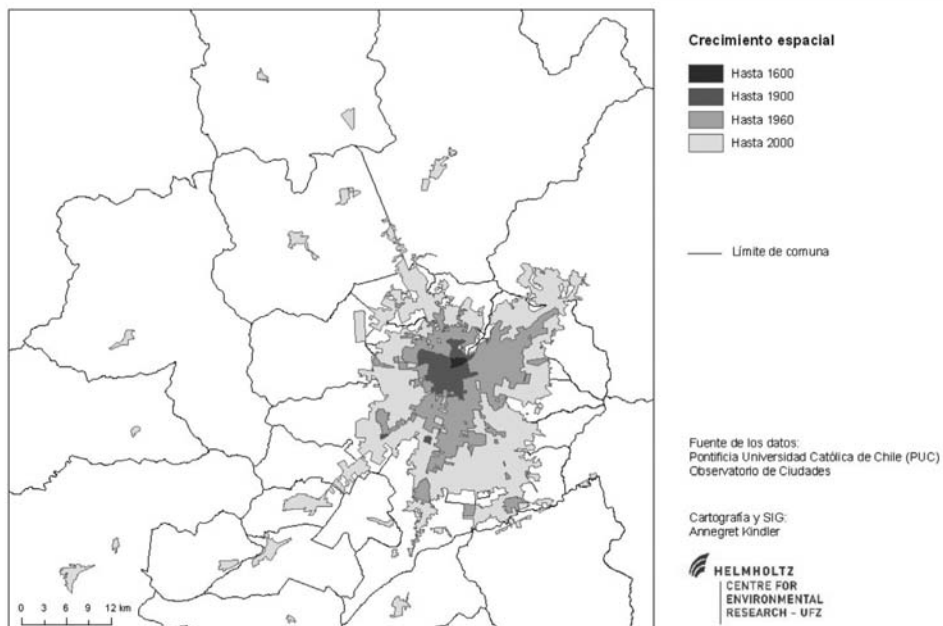 Crecimiento espacial
Hasta 1600
Hasta 1900
Hasta 1960
Hasta 2000
Límite de comuna
Fuente de los datos:
Pontificia Universidad Católica de Chile (PUC)
Observatorio de Ciudades
Cartografía y SIG:
Annegret Kindler
HELMHOLTZ
CENTRE FOR
ENVIRONMENTAL
RESEARCH – UFZ
0 3 6 9 12 km